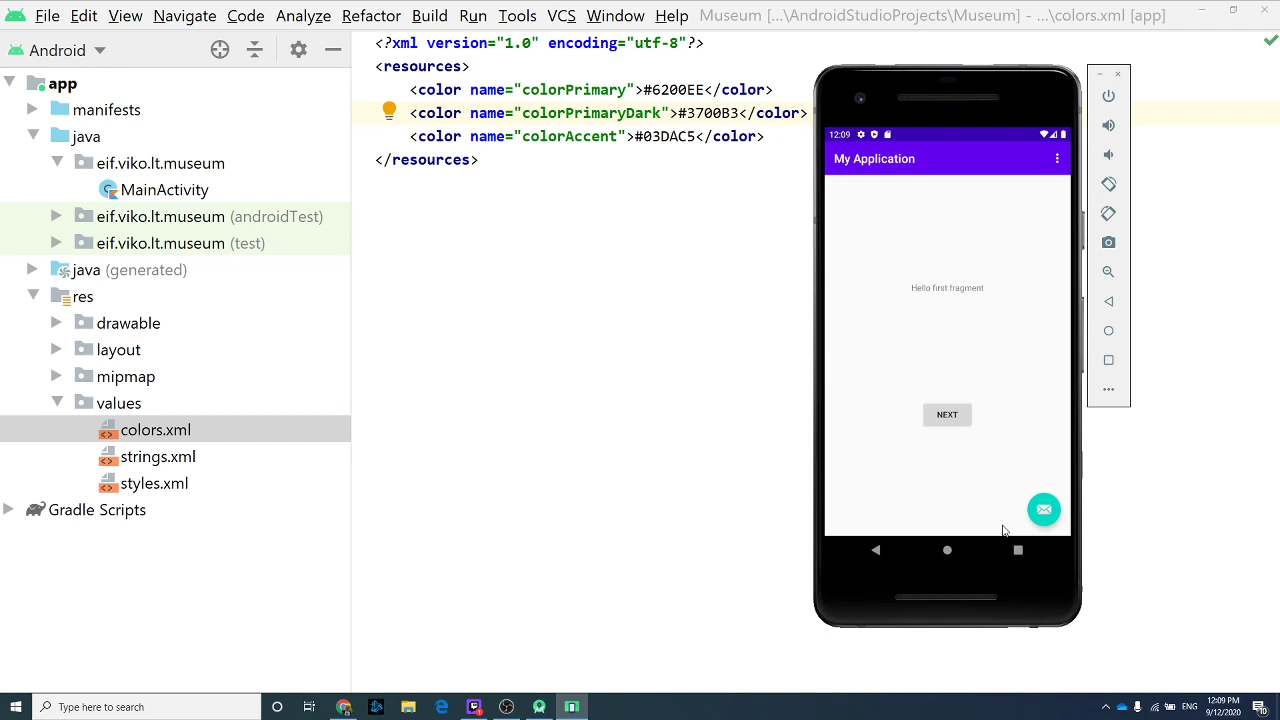 File Edit View Navigate Code Analyze Refactor Build Run Tools VCS Window Help Museum [...\AndroidStudioProjects\Museum] - ...\colors.xml [app]
Android
app
manifests
java
eif.viko.lt.museum
MainActivity
eif.viko.lt.museum (androidTest)
eif.viko.lt.museum (test)
java (generated)
res
drawable
layout
mipmap
values
colors.xml
strings.xml
styles.xml
Gradle Scripts
<?xml version="1.0" encoding="utf-8"?>
<resources>
<color name="colorPrimary">#6200EE</color>
<color name="colorPrimaryDark">#3700B3</color>
<color name="colorAccent">#03DAC5</color>
</resources>
12:09
My Application
Hello first fragment
NEXT
Type here to search
ENG
12:09 PM
9/12/2020